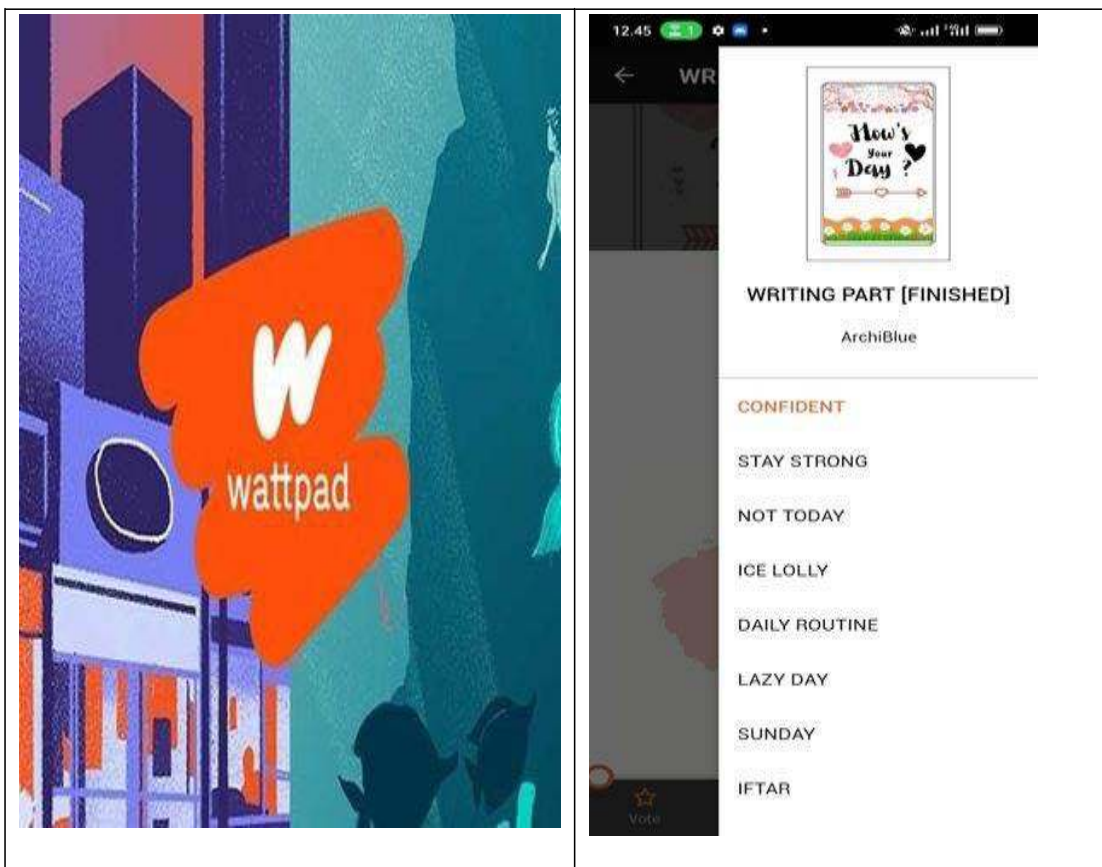 wattpad
12.45
WR
How's
Your
Day ?
WRITING PART [FINISHED]
ArchiBlue
CONFIDENT
STAY STRONG
NOT TODAY
ICE LOLLY
DAILY ROUTINE
LAZY DAY
SUNDAY
IFTAR
Vote